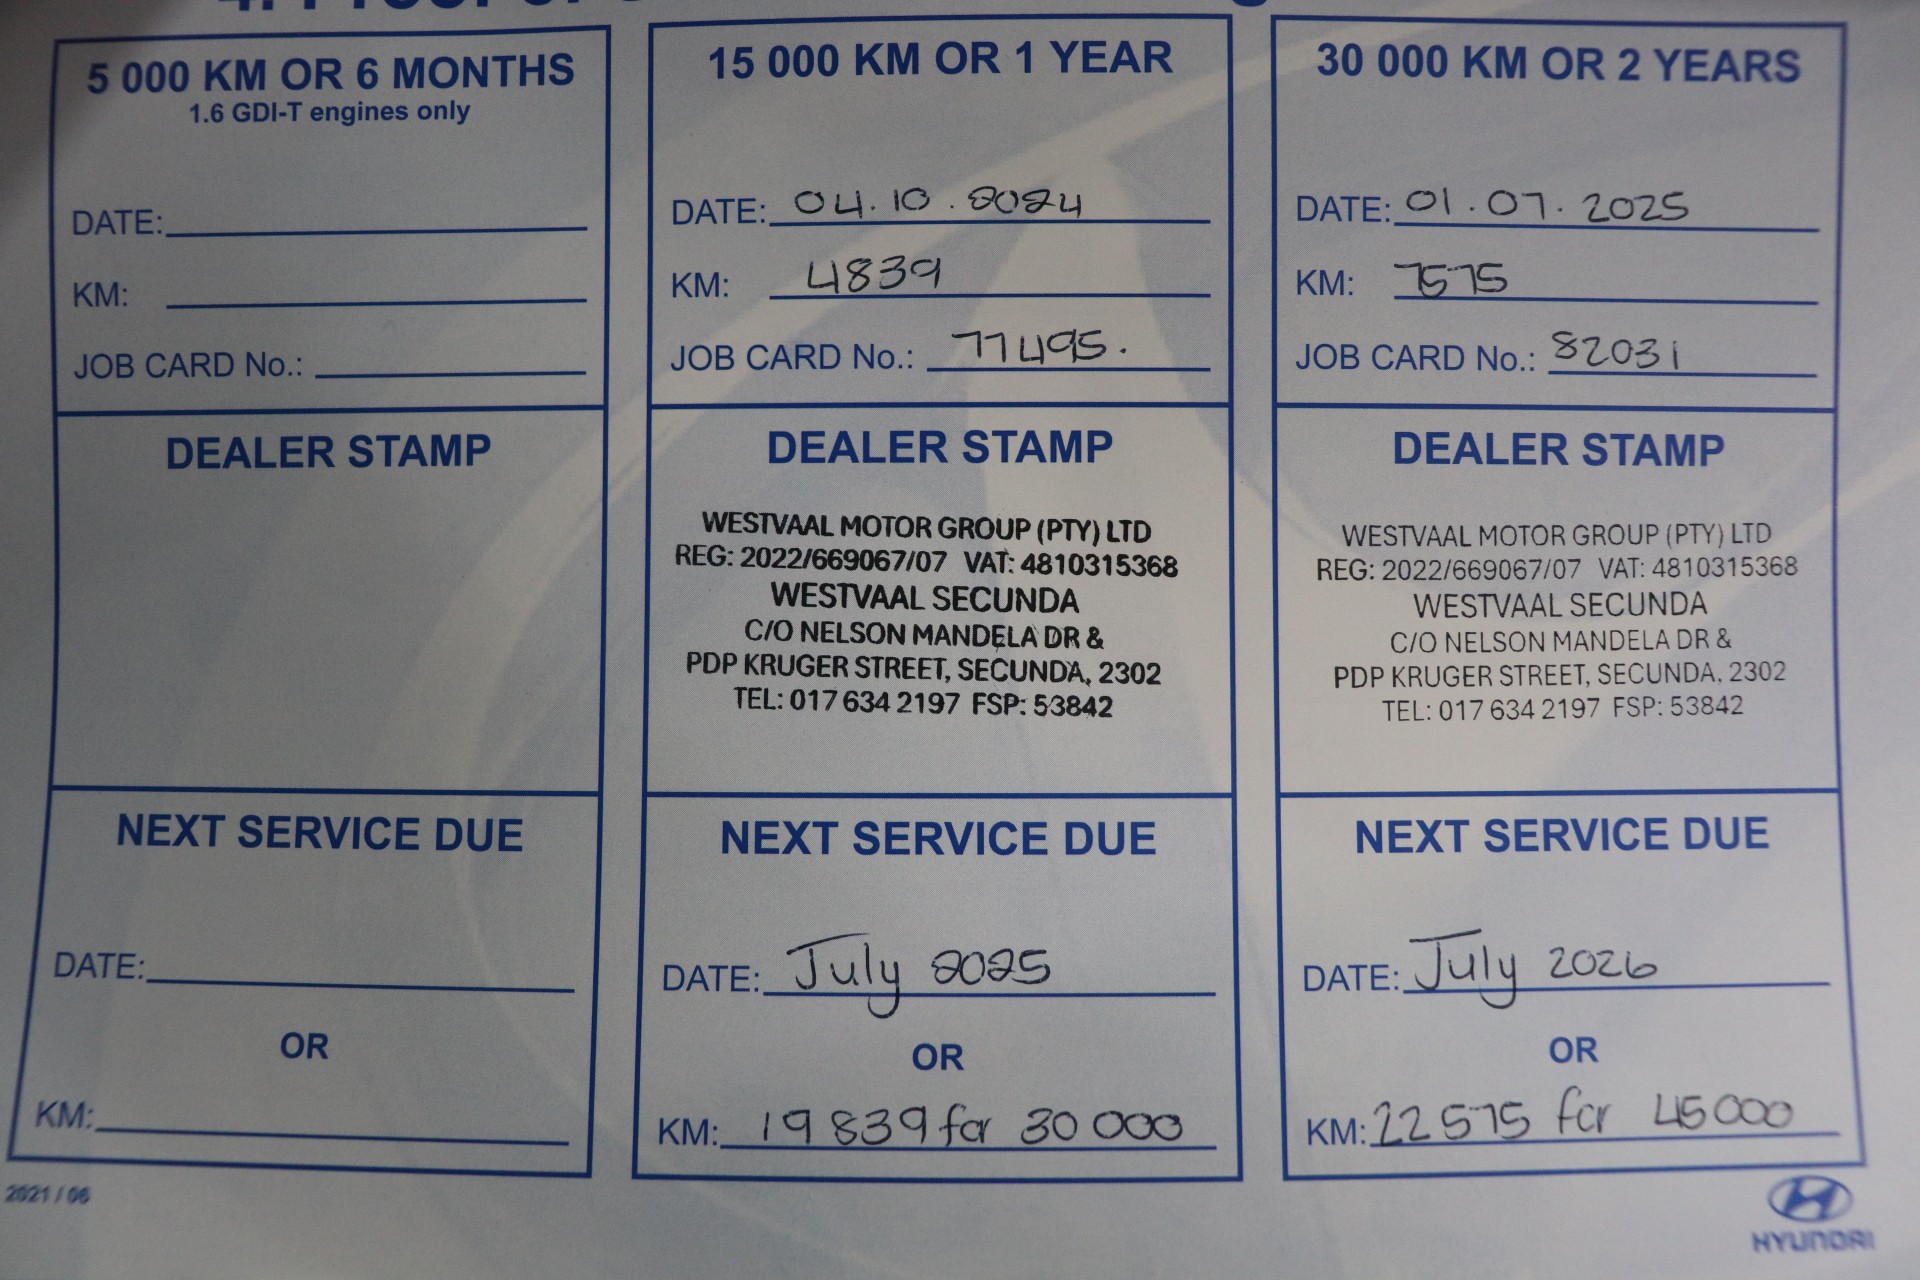 5 000 KM OR 6 MONTHS
1.6 GDI-T engines only
DATE:
KM:
JOB CARD No.:
DEALER STAMP
NEXT SERVICE DUE
DATE:
OR
KM:
15 000 KM OR 1 YEAR
DATE: 04.10.2024
KM: 4839
JOB CARD No.: 77495.
DEALER STAMP
WESTVAAL MOTOR GROUP (PTY) LTD
REG: 2022/669067/07 VAT: 4810315368
WESTVAAL SECUNDA
C/O NELSON MANDELA DR &
PDP KRUGER STREET, SECUNDA, 2302
TEL: 017 634 2197 FSP: 53842
NEXT SERVICE DUE
DATE: July 2025
OR
KM: 19 839 for 30 000
30 000 KM OR 2 YEARS
DATE: 01.07.2025
KM: 7575
JOB CARD No.: 82031
DEALER STAMP
WESTVAAL MOTOR GROUP (PTY) LTD
REG: 2022/669067/07 VAT: 4810315368
WESTVAAL SECUNDA
C/O NELSON MANDELA DR &
PDP KRUGER STREET, SECUNDA, 2302
TEL: 017 634 2197 FSP: 53842
NEXT SERVICE DUE
DATE: July 2026
OR
KM: 22 575 for 45000
2021 / 06
HYUNDAI